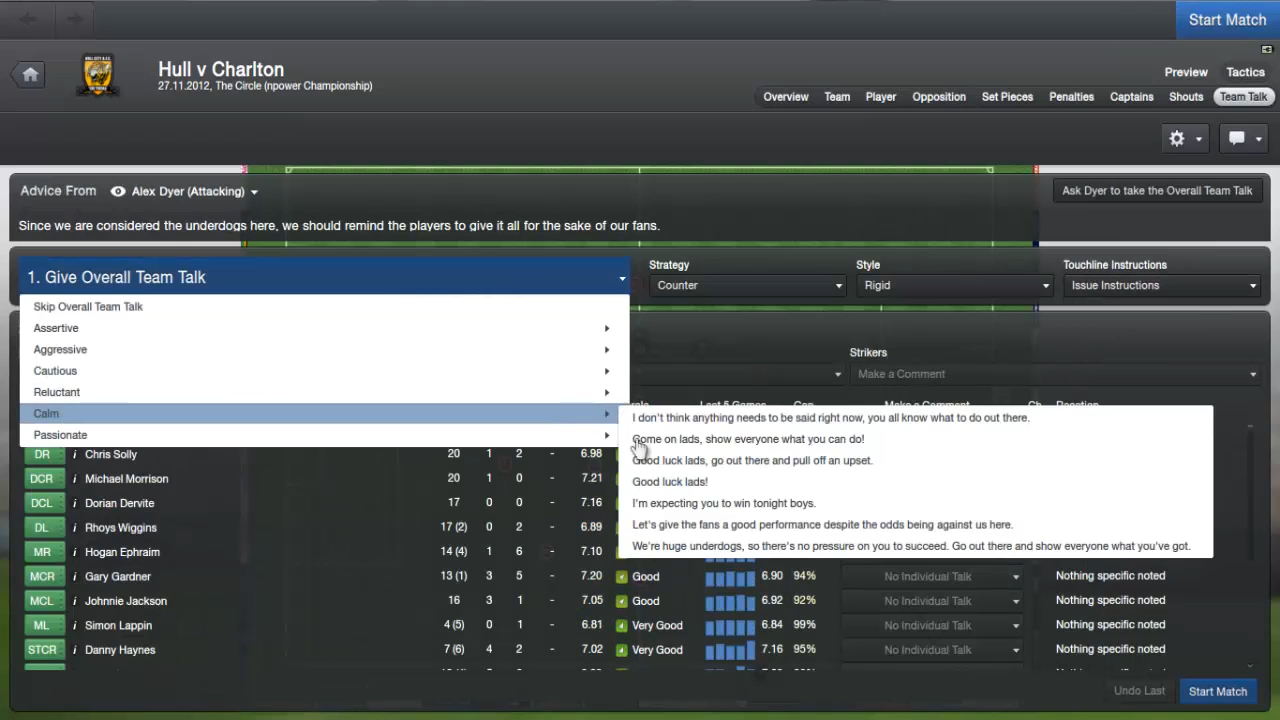 Start Match
Hull v Charlton
27.11.2012, The Circle (npower Championship)
Preview Tactics
Overview Team Player Opposition Set Pieces Penalties Captains Shouts Team Talk
Advice From Alex Dyer (Attacking)
Ask Dyer to take the Overall Team Talk
Since we are considered the underdogs here, we should remind the players to give it all for the sake of our fans.
1. Give Overall Team Talk
Strategy Style Touchline Instructions
Counter Rigid Issue Instructions
Skip Overall Team Talk
Assertive
Aggressive
Cautious
Reluctant
Calm
Passionate
Strikers
Make a Comment
Last 5 Games Make a Comment Reaction
I don't think anything needs to be said right now, you all know what to do out there.
Come on lads, show everyone what you can do!
Good luck lads, go out there and pull off an upset.
Good luck lads!
I'm expecting you to win tonight boys.
Let's give the fans a good performance despite the odds being against us here.
We're huge underdogs, so there's no pressure on you to succeed. Go out there and show everyone what you've got.
DR i Chris Solly 20 1 2 - 6.98
DCR i Michael Morrison 20 1 0 - 7.21
DCL i Dorian Dervite 17 0 0 - 7.16
DL i Rhoys Wiggins 17 (2) 0 2 - 6.89
MR i Hogan Ephraim 14 (4) 1 6 - 7.10
MCR i Gary Gardner 13 (1) 3 5 - 7.20 Good 6.90 94% No Individual Talk Nothing specific noted
MCL i Johnnie Jackson 16 3 1 - 7.05 Good 6.92 92% No Individual Talk Nothing specific noted
ML i Simon Lappin 4 (5) 0 1 - 6.81 Very Good 6.84 99% No Individual Talk Nothing specific noted
STCR i Danny Haynes 7 (6) 4 2 - 7.02 Very Good 7.16 95% No Individual Talk Nothing specific noted
Undo Last Start Match